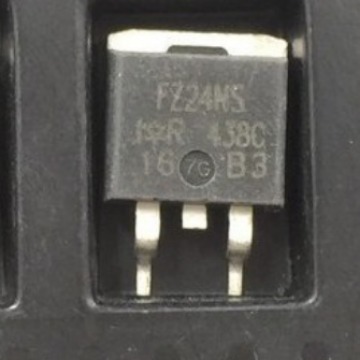 FZ24NS
IOR 438C
16 7G B3